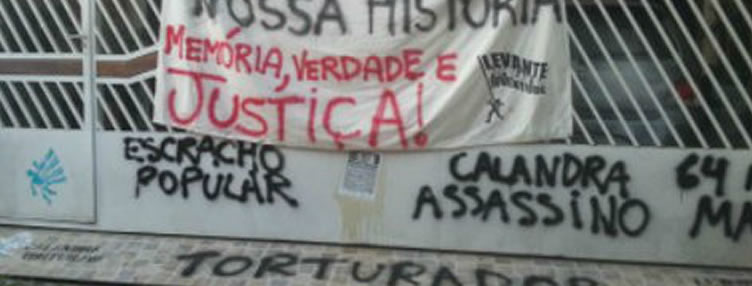 NOSSA HISTÓRIA
MEMÓRIA, VERDADE E
JUSTIÇA!
LEVANTE
ESCRACHO
POPULAR
CALANDRA
ASSASSINO
64
MA
TORTURADOR